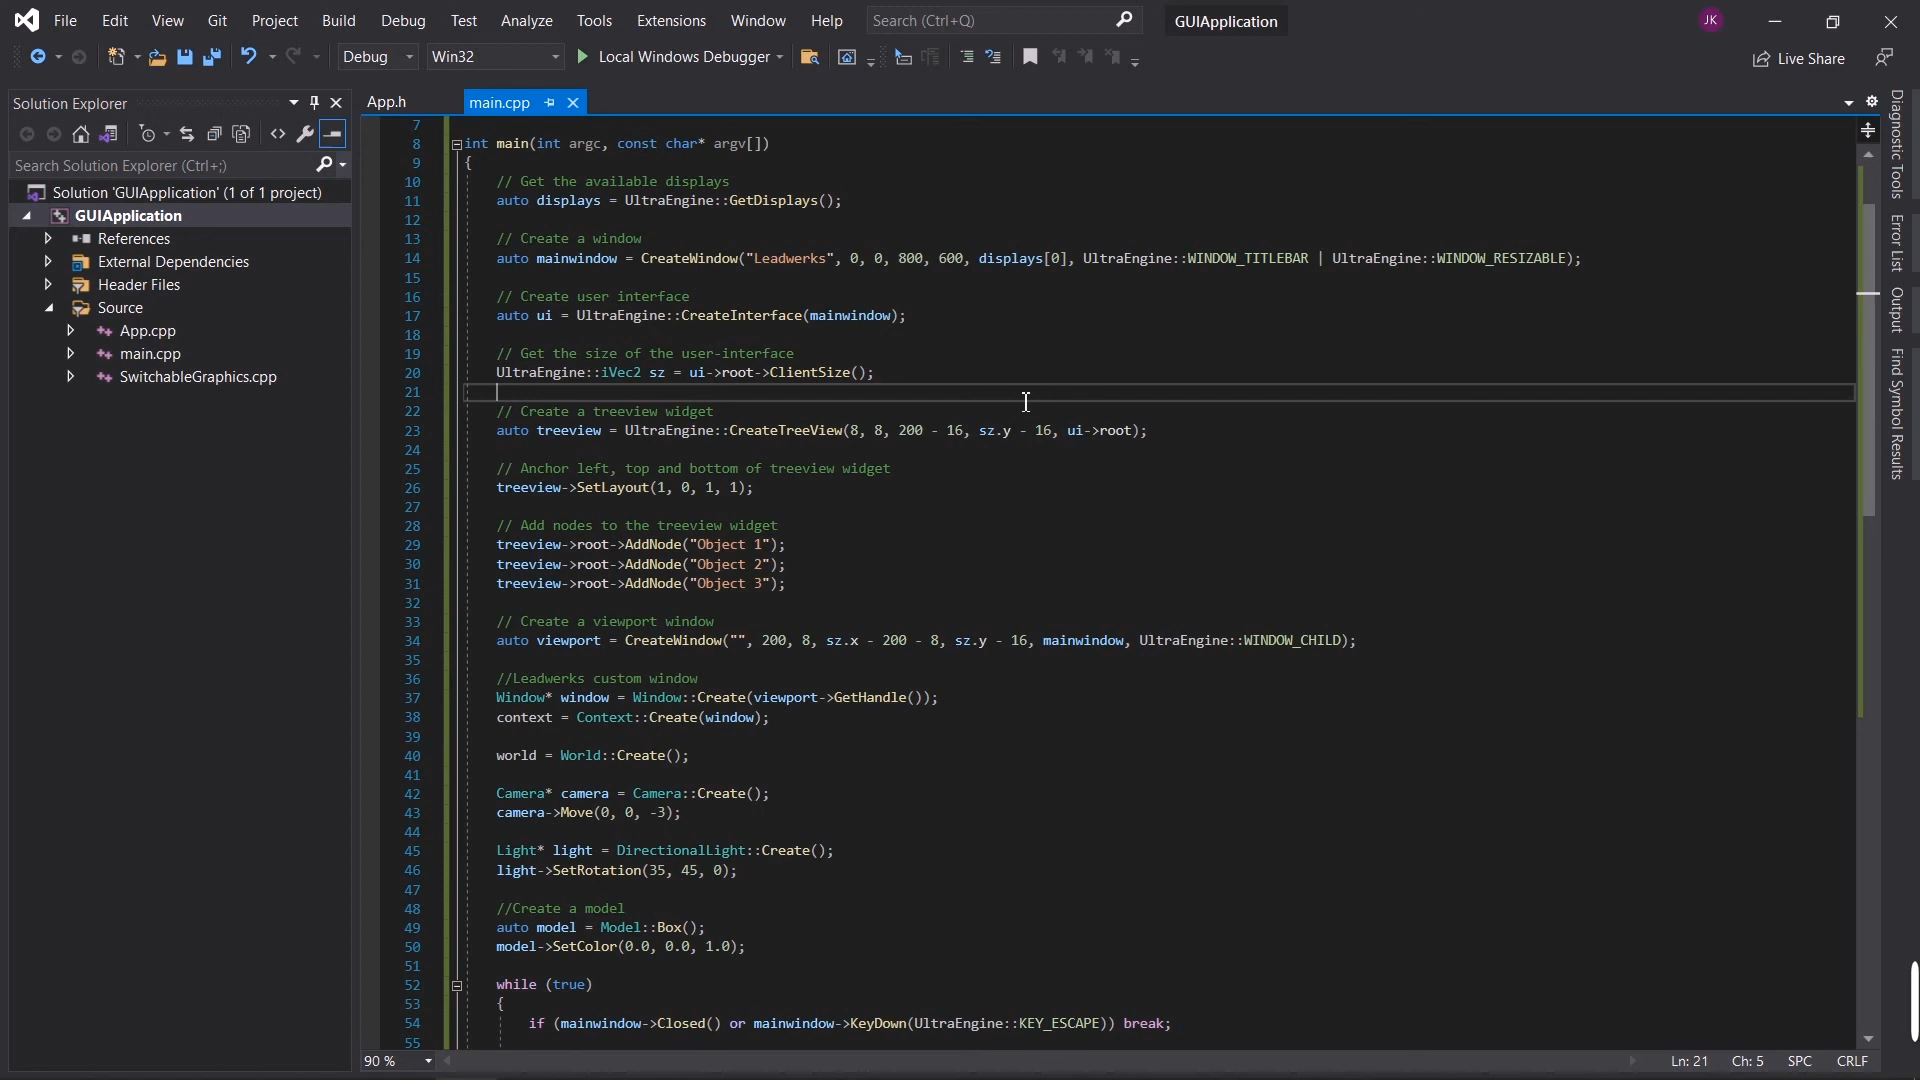 File Edit View Git Project Build Debug Test Analyze Tools Extensions Window Help Search (Ctrl+Q) GUIApplication JK
Debug Win32 Local Windows Debugger Live Share
Solution Explorer
Search Solution Explorer (Ctrl+;)
Solution 'GUIApplication' (1 of 1 project)
GUIApplication
References
External Dependencies
Header Files
Source
App.cpp
main.cpp
SwitchableGraphics.cpp
App.h main.cpp
7
8 int main(int argc, const char* argv[])
9 {
10 // Get the available displays
11 auto displays = UltraEngine::GetDisplays();
12
13 // Create a window
14 auto mainwindow = CreateWindow("Leadwerks", 0, 0, 800, 600, displays[0], UltraEngine::WINDOW_TITLEBAR | UltraEngine::WINDOW_RESIZABLE);
15
16 // Create user interface
17 auto ui = UltraEngine::CreateInterface(mainwindow);
18
19 // Get the size of the user-interface
20 UltraEngine::iVec2 sz = ui->root->ClientSize();
21
22 // Create a treeview widget
23 auto treeview = UltraEngine::CreateTreeView(8, 8, 200 - 16, sz.y - 16, ui->root);
24
25 // Anchor left, top and bottom of treeview widget
26 treeview->SetLayout(1, 0, 1, 1);
27
28 // Add nodes to the treeview widget
29 treeview->root->AddNode("Object 1");
30 treeview->root->AddNode("Object 2");
31 treeview->root->AddNode("Object 3");
32
33 // Create a viewport window
34 auto viewport = CreateWindow("", 200, 8, sz.x - 200 - 8, sz.y - 16, mainwindow, UltraEngine::WINDOW_CHILD);
35
36 //Leadwerks custom window
37 Window* window = Window::Create(viewport->GetHandle());
38 context = Context::Create(window);
39
40 world = World::Create();
41
42 Camera* camera = Camera::Create();
43 camera->Move(0, 0, -3);
44
45 Light* light = DirectionalLight::Create();
46 light->SetRotation(35, 45, 0);
47
48 //Create a model
49 auto model = Model::Box();
50 model->SetColor(0.0, 0.0, 1.0);
51
52 while (true)
53 {
54 if (mainwindow->Closed() or mainwindow->KeyDown(UltraEngine::KEY_ESCAPE)) break;
55
90 % Ln: 21 Ch: 5 SPC CRLF
Diagnostic Tools
Error List
Output
Find Symbol Results